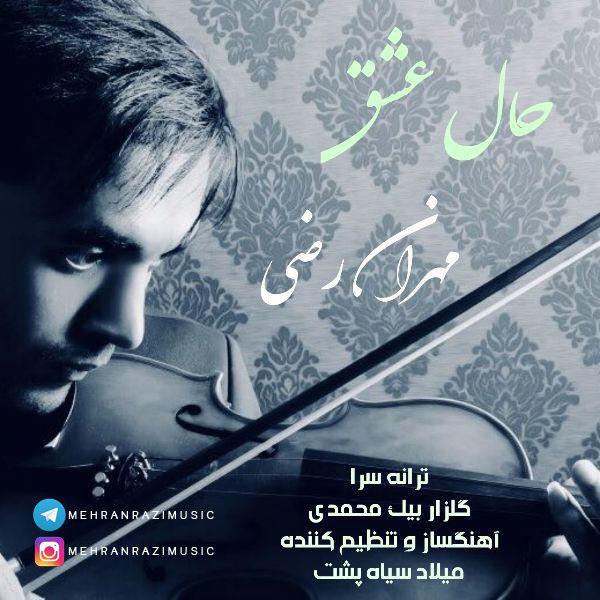 حال عشق
مهران رضی
ترانه سرا
گلزار بیک محمدی
آهنگساز و تنظیم کننده
میلاد سیاه پشت
MEHRANRAZIMUSIC
MEHRANRAZIMUSIC